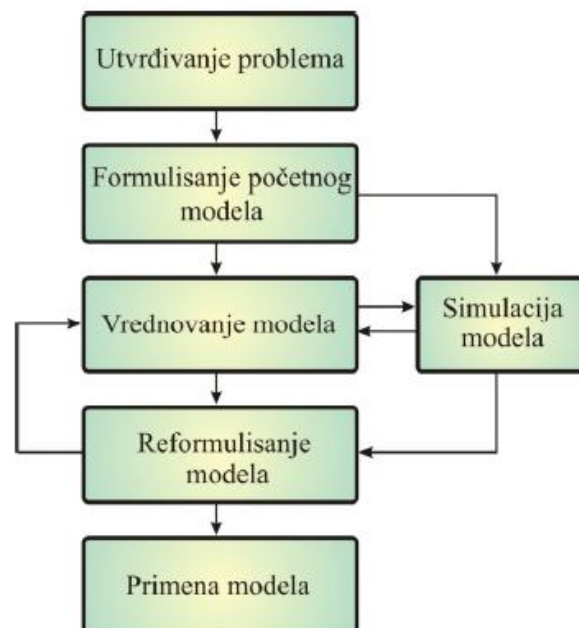 Utvrđivanje problema
Formulisanje početnog
modela
Vrednovanje modela
Simulacija
modela
Reformulisanje
modela
Primena modela